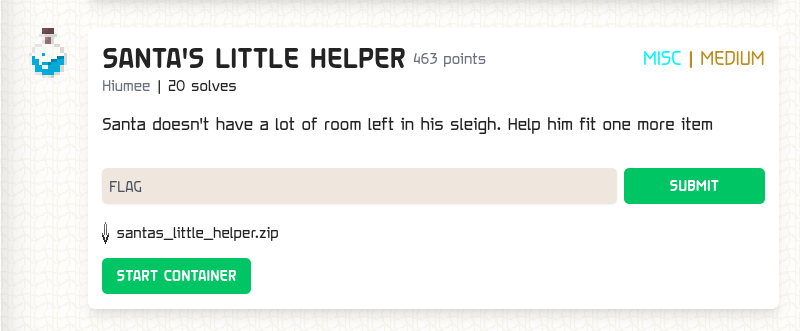 SANTA'S LITTLE HELPER 463 points MISC | MEDIUM
Hiumee | 20 solves
Santa doesn't have a lot of room left in his sleigh. Help him fit one more item
FLAG SUBMIT
santas_little_helper.zip
START CONTAINER